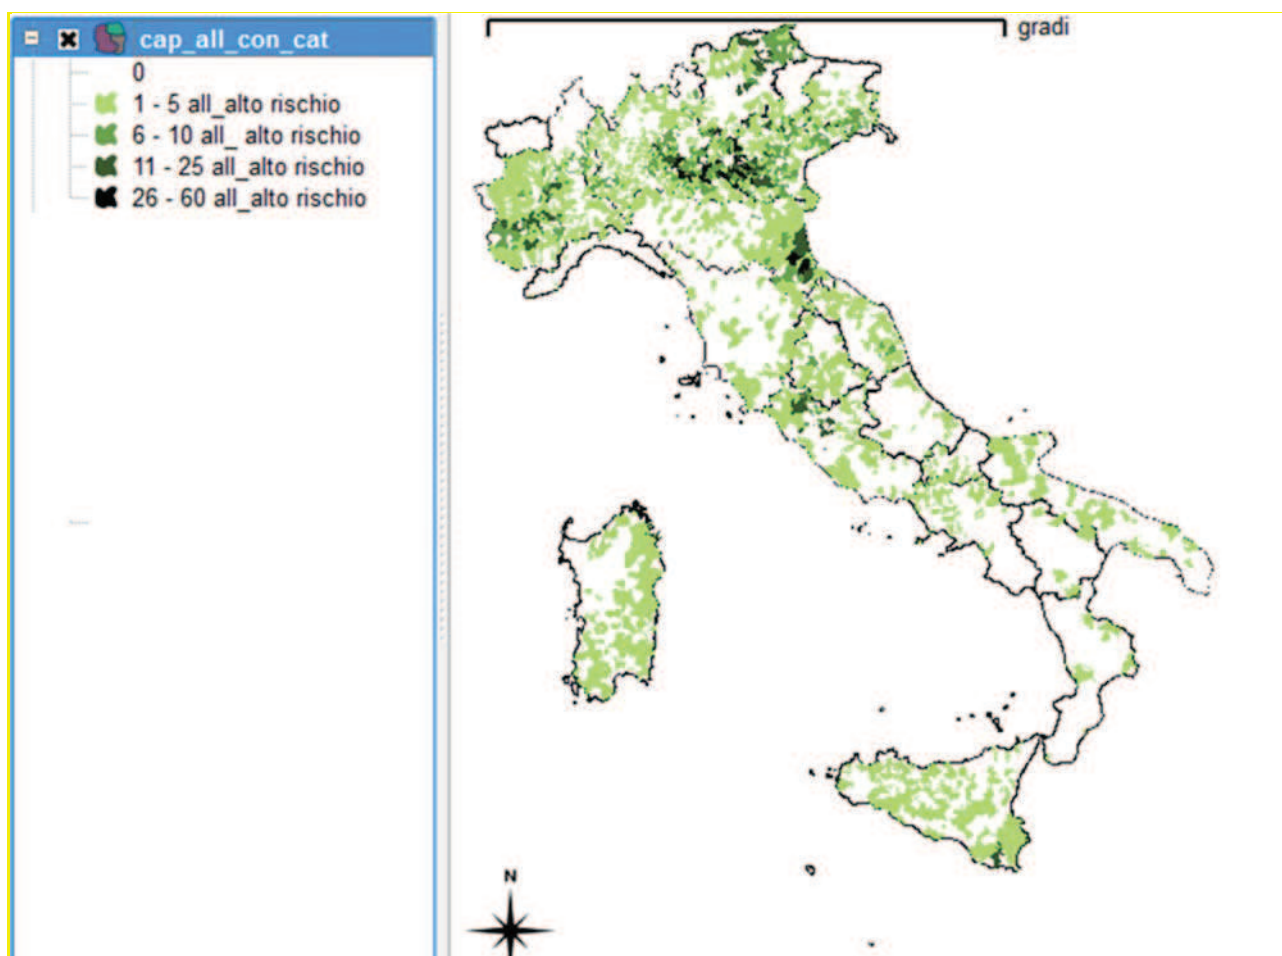 cap_all_con_cat
0
1 - 5 all_alto rischio
6 - 10 all_ alto rischio
11 - 25 all_alto rischio
26 - 60 all_alto rischio
gradi
N